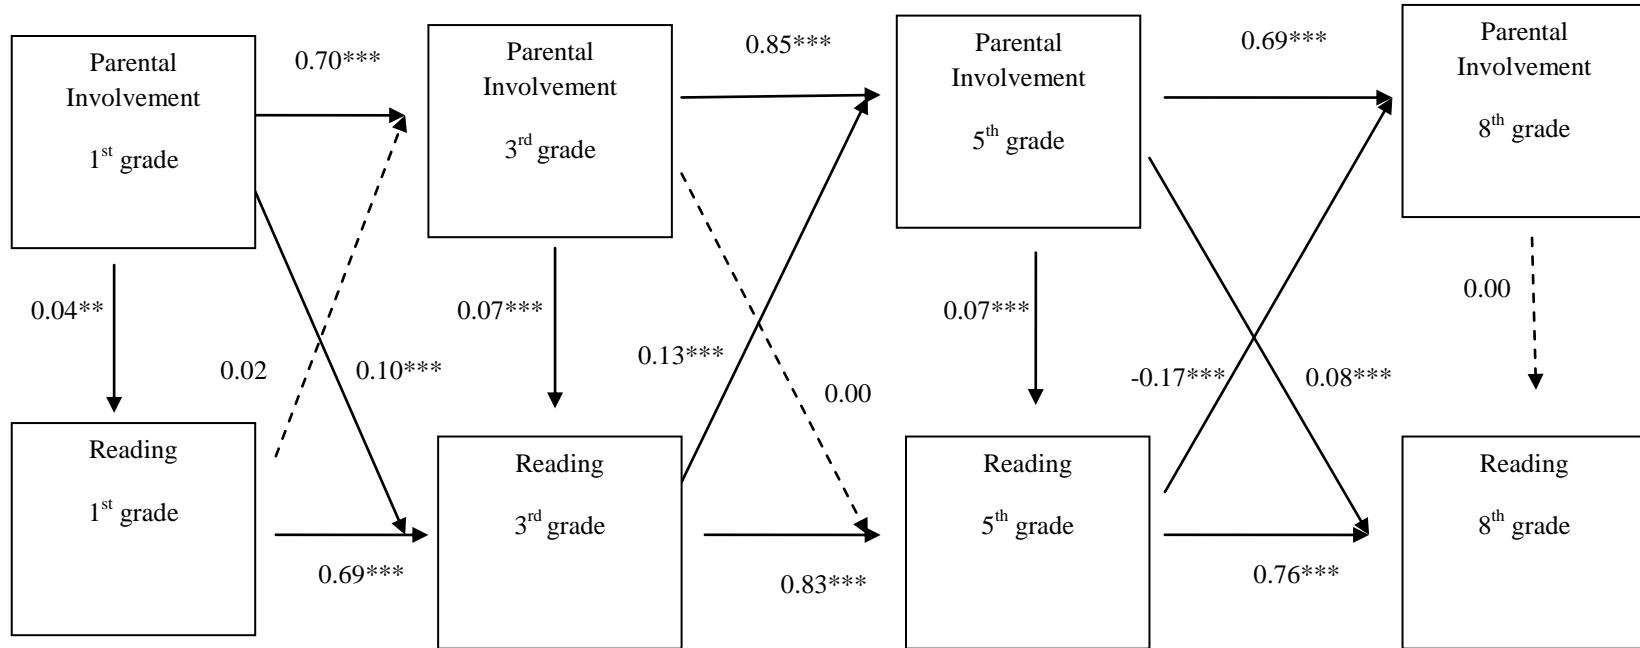 Parental
Involvement
1st grade
0.70***
Parental
Involvement
3rd grade
0.85***
Parental
Involvement
5th grade
0.69***
Parental
Involvement
8th grade
0.04**
0.02
0.10***
0.07***
0.13***
0.00
0.07***
-0.17***
0.08***
0.00
Reading
1st grade
0.69***
Reading
3rd grade
0.83***
Reading
5th grade
0.76***
Reading
8th grade